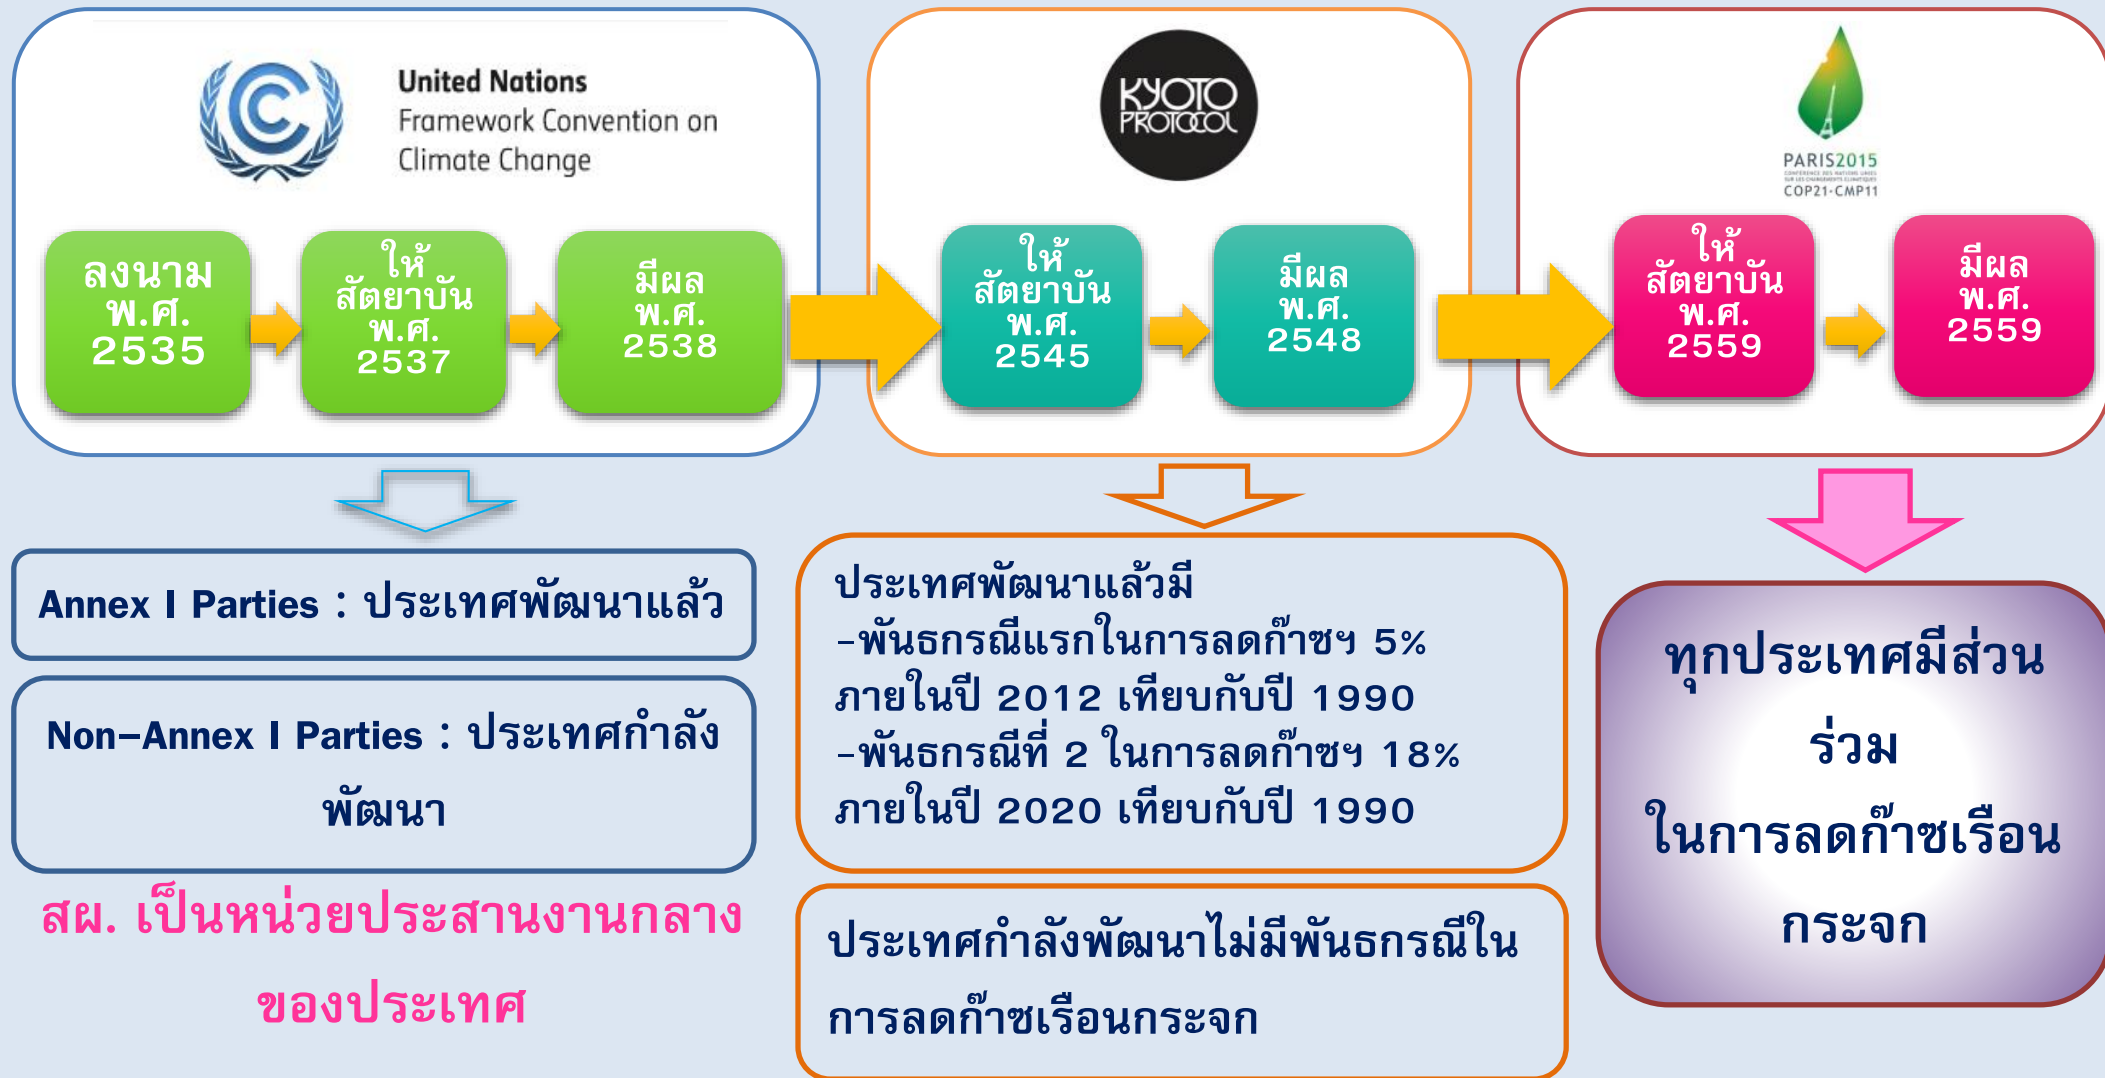 United Nations
Framework Convention on
Climate Change
ลงนาม
พ.ศ.
2535
ให้
สัตยาบัน
พ.ศ.
2537
มีผล
พ.ศ.
2538
KYOTO
PROTOCOL
ให้
สัตยาบัน
พ.ศ.
2545
มีผล
พ.ศ.
2548
PARIS2015
CONFÉRENCE DES NATIONS UNIES
SUR LES CHANGEMENTS CLIMATIQUES
COP21·CMP11
ให้
สัตยาบัน
พ.ศ.
2559
มีผล
พ.ศ.
2559
Annex I Parties : ประเทศพัฒนาแล้ว
Non-Annex I Parties : ประเทศกำลัง
พัฒนา
สผ. เป็นหน่วยประสานงานกลาง
ของประเทศ
ประเทศพัฒนาแล้วมี
-พันธกรณีแรกในการลดก๊าซฯ 5%
ภายในปี 2012 เทียบกับปี 1990
-พันธกรณีที่ 2 ในการลดก๊าซฯ 18%
ภายในปี 2020 เทียบกับปี 1990
ประเทศกำลังพัฒนาไม่มีพันธกรณีใน
การลดก๊าซเรือนกระจก
ทุกประเทศมีส่วน
ร่วม
ในการลดก๊าซเรือน
กระจก